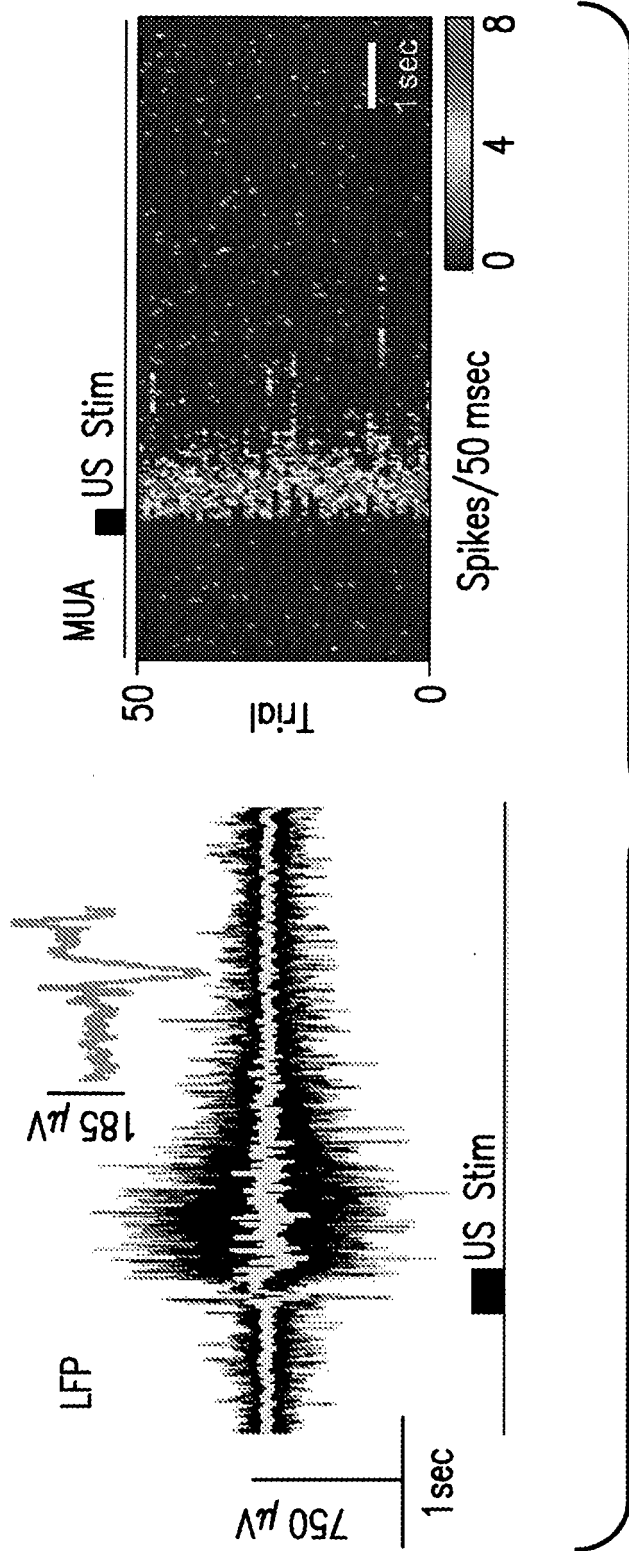 LFP
185 μV
750 μV
1sec
US Stim
MUA
US Stim
50
Trial
0
1 sec
Spikes/50 msec
0 4 8